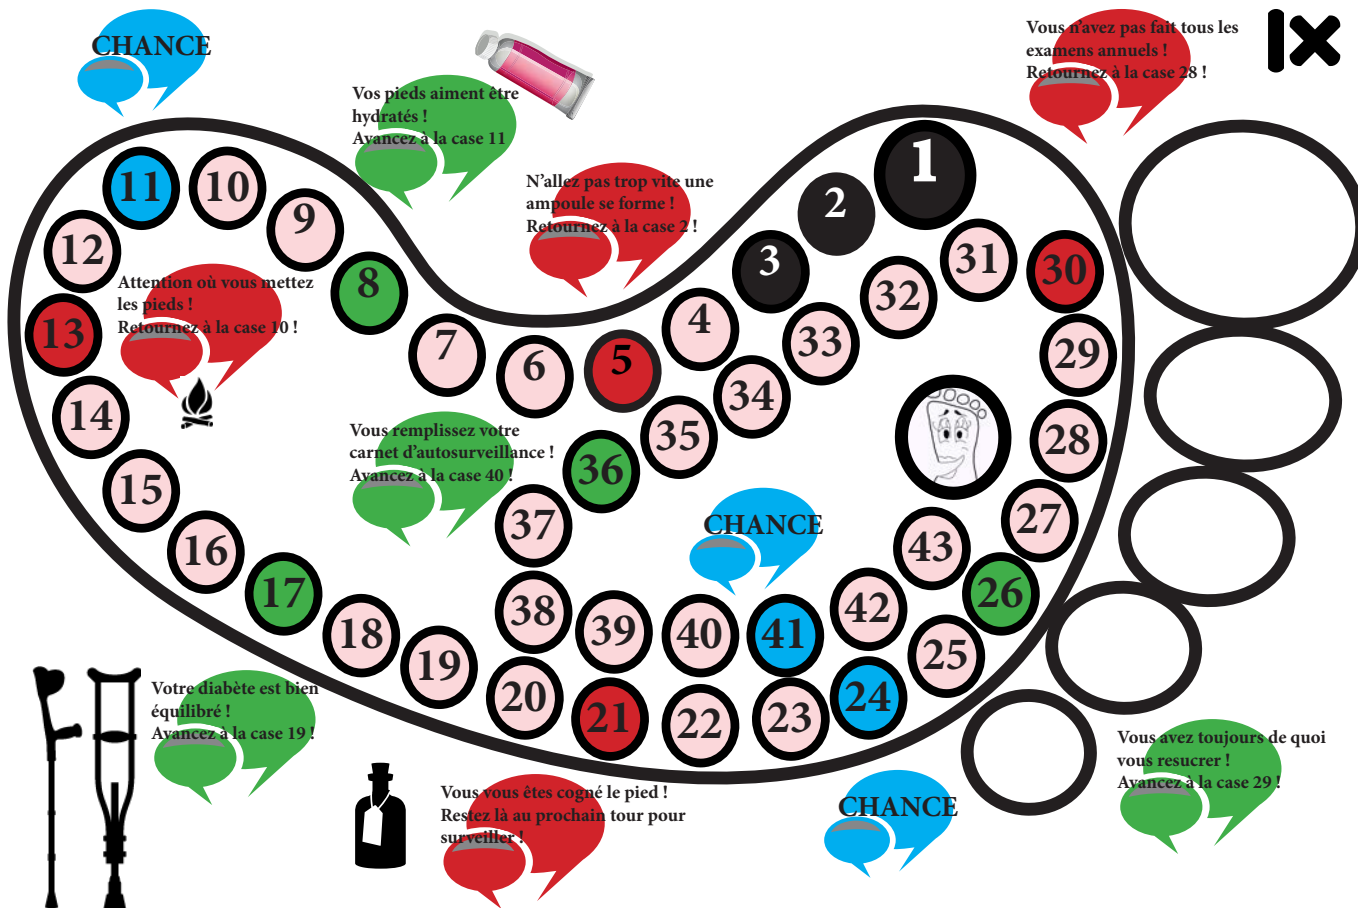 CHANCE
Vos pieds aiment être
hydratés !
Avancez à la case 11
N'allez pas trop vite une
ampoule se forme !
Retournez à la case 2 !
Vous n'avez pas fait tous les
examens annuels !
Retournez à la case 28 !
1
2
3
4
5
6
7
8
9
10
11
12
13
Attention où vous mettez
les pieds !
Retournez à la case 10 !
14
15
16
17
18
19
20
21
22
23
24
25
26
27
28
29
30
31
32
33
34
35
36
Vous remplissez votre
carnet d'autosurveillance !
Avancez à la case 40 !
37
38
39
40
41
42
43
CHANCE
Votre diabète est bien
équilibré !
Avancez à la case 19 !
Vous vous êtes cogné le pied !
Restez là au prochain tour pour
surveiller !
CHANCE
Vous avez toujours de quoi
vous resucrer !
Avancez à la case 29 !